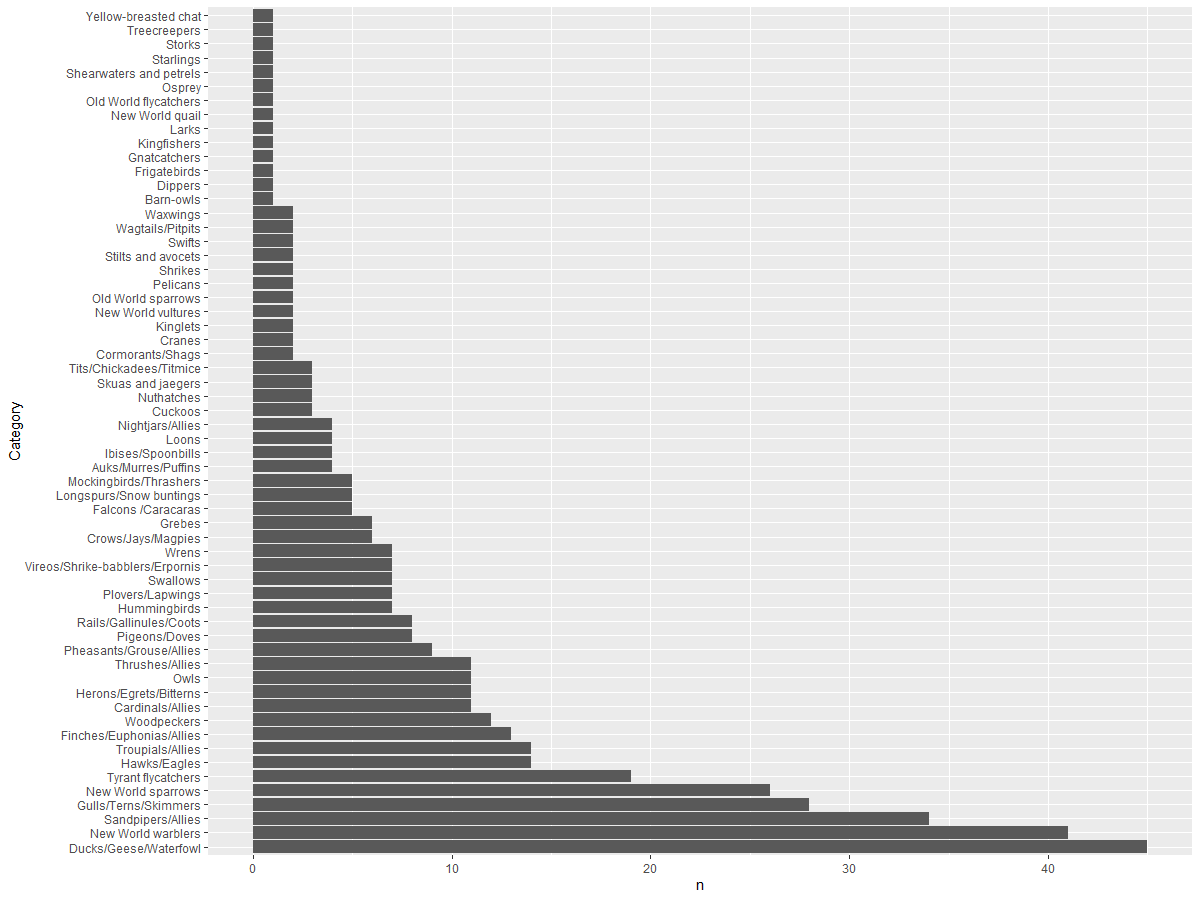 Yellow-breasted chat
Treecreepers
Storks
Starlings
Shearwaters and petrels
Osprey
Old World flycatchers
New World quail
Larks
Kingfishers
Gnatcatchers
Frigatebirds
Dippers
Barn-owls
Waxwings
Wagtails/Pitpits
Swifts
Stilts and avocets
Shrikes
Pelicans
Old World sparrows
New World vultures
Kinglets
Cranes
Cormorants/Shags
Tits/Chickadees/Titmice
Skuas and jaegers
Nuthatches
Cuckoos
Nightjars/Allies
Loons
Ibises/Spoonbills
Auks/Murres/Puffins
Mockingbirds/Thrashers
Longspurs/Snow buntings
Falcons /Caracaras
Grebes
Crows/Jays/Magpies
Wrens
Vireos/Shrike-babblers/Erpornis
Swallows
Plovers/Lapwings
Hummingbirds
Rails/Gallinules/Coots
Pigeons/Doves
Pheasants/Grouse/Allies
Thrushes/Allies
Owls
Herons/Egrets/Bitterns
Cardinals/Allies
Woodpeckers
Finches/Euphonias/Allies
Troupials/Allies
Hawks/Eagles
Tyrant flycatchers
New World sparrows
Gulls/Terns/Skimmers
Sandpipers/Allies
New World warblers
Ducks/Geese/Waterfowl
Category
0 10 20 30 40
n